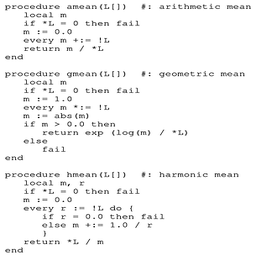 procedure amean(L[]) #: arithmetic mean
local m
if *L = 0 then fail
m := 0.0
every m +:= !L
return m / *L
end
procedure gmean(L[]) #: geometric mean
local m
if *L = 0 then fail
m := 1.0
every m *:= !L
m := abs(m)
if m > 0.0 then
return exp (log(m) / *L)
else
fail
end
procedure hmean(L[]) #: harmonic mean
local m, r
if *L = 0 then fail
m := 0.0
every r := !L do {
if r = 0.0 then fail
else m +:= 1.0 / r
}
return *L / m
end